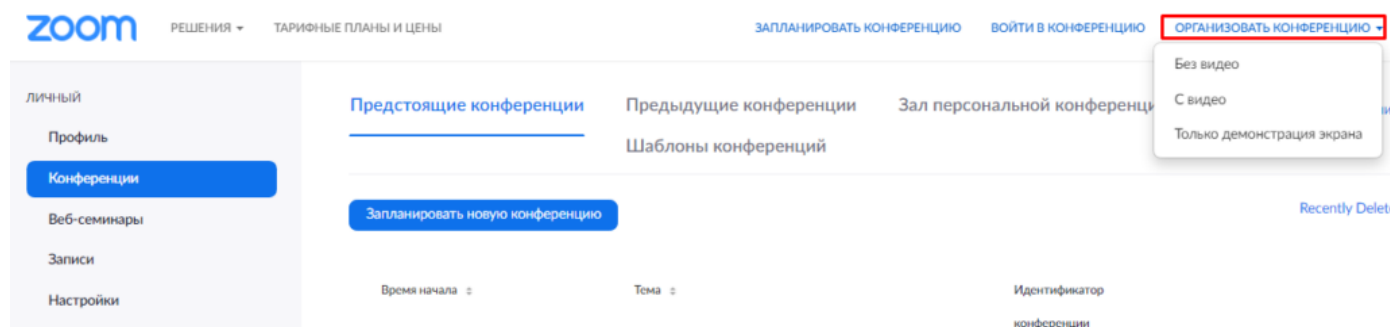 zoom РЕШЕНИЯ ТАРИФНЫЕ ПЛАНЫ И ЦЕНЫ ЗАПЛАНИРОВАТЬ КОНФЕРЕНЦИЮ ВОЙТИ В КОНФЕРЕНЦИЮ ОРГАНИЗОВАТЬ КОНФЕРЕНЦИЮ
Без видео
С видео
Только демонстрация экрана
ЛИЧНЫЙ
Профиль
Конференции
Веб-семинары
Записи
Настройки
Предстоящие конференции Предыдущие конференции Зал персональной конференци
Шаблоны конференций
Запланировать новую конференцию Recently Delet
Время начала Тема Идентификатор
конференции